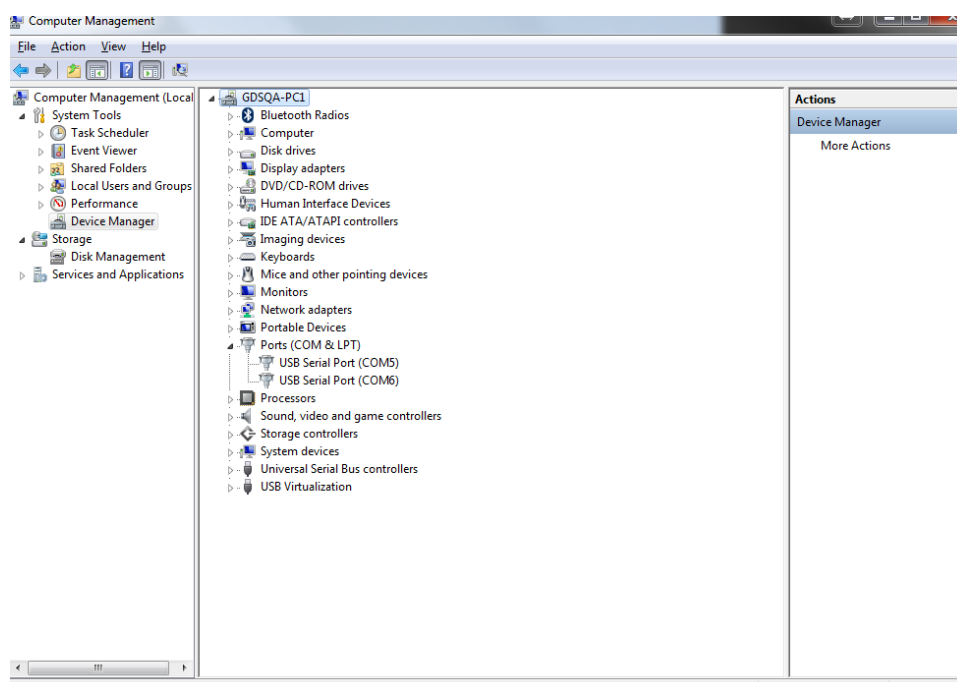 Computer Management
File Action View Help
Computer Management (Local
System Tools
Task Scheduler
Event Viewer
Shared Folders
Local Users and Groups
Performance
Device Manager
Storage
Disk Management
Services and Applications
GDSQA-PC1
Bluetooth Radios
Computer
Disk drives
Display adapters
DVD/CD-ROM drives
Human Interface Devices
IDE ATA/ATAPI controllers
Imaging devices
Keyboards
Mice and other pointing devices
Monitors
Network adapters
Portable Devices
Ports (COM & LPT)
USB Serial Port (COM5)
USB Serial Port (COM6)
Processors
Sound, video and game controllers
Storage controllers
System devices
Universal Serial Bus controllers
USB Virtualization
Actions
Device Manager
More Actions